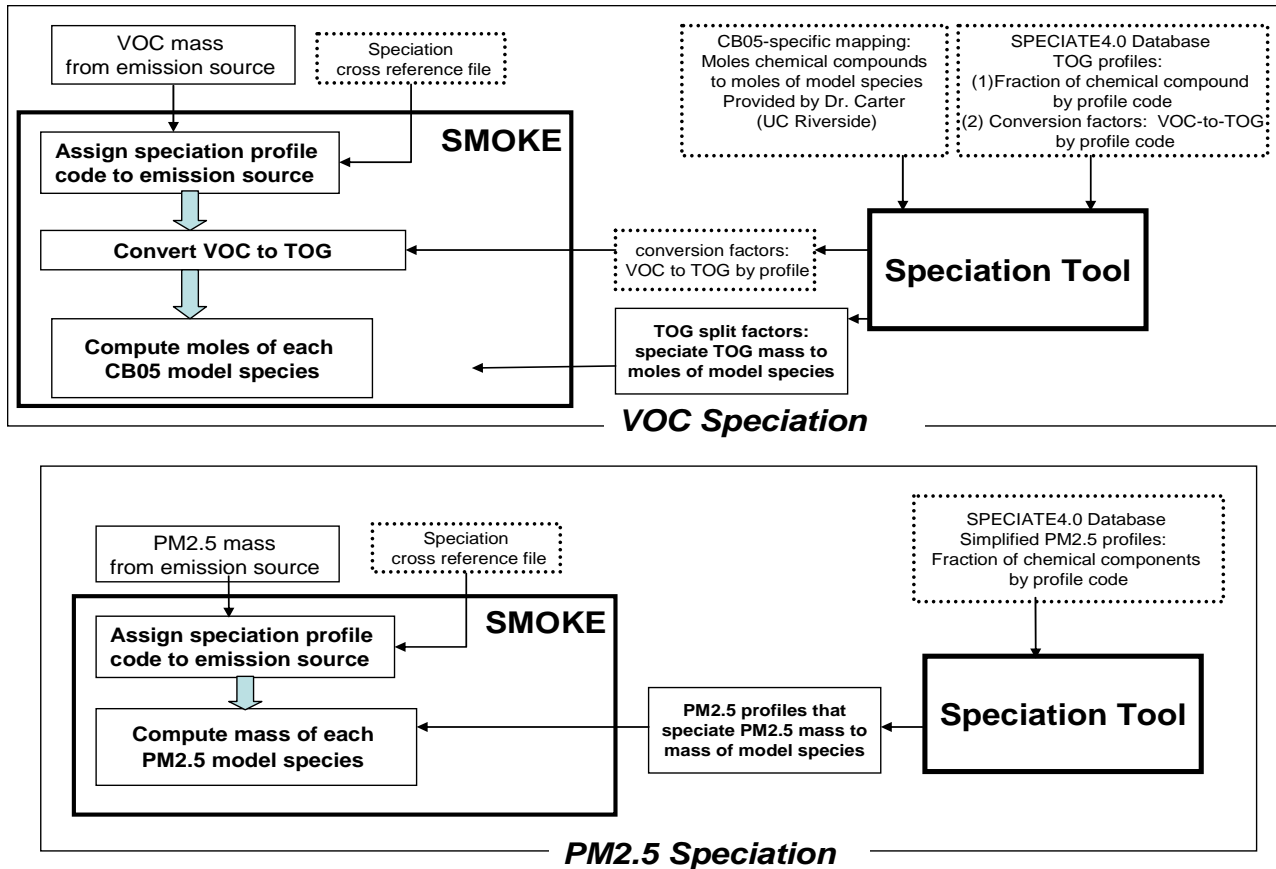 VOC mass
from emission source
Speciation
cross reference file
CB05-specific mapping:
Moles chemical compounds
to moles of model species
Provided by Dr. Carter
(UC Riverside)
SPECIATE4.0 Database
TOG profiles:
(1)Fraction of chemical compound
by profile code
(2) Conversion factors: VOC-to-TOG
by profile code
SMOKE
Assign speciation profile
code to emission source
Convert VOC to TOG
conversion factors:
VOC to TOG by profile
Speciation Tool
Compute moles of each
CB05 model species
TOG split factors:
speciate TOG mass to
moles of model species
VOC Speciation
PM2.5 mass
from emission source
Speciation
cross reference file
SPECIATE4.0 Database
Simplified PM2.5 profiles:
Fraction of chemical components
by profile code
SMOKE
Assign speciation profile
code to emission source
Compute mass of each
PM2.5 model species
PM2.5 profiles that
speciate PM2.5 mass to
mass of model species
Speciation Tool
PM2.5 Speciation